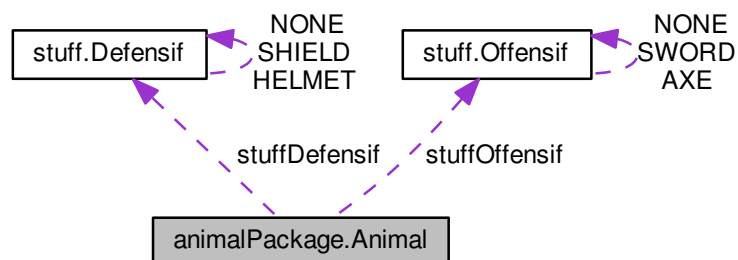 stuff.Defensif
NONE
SHIELD
HELMET
stuff.Offensif
NONE
SWORD
AXE
stuffDefensif
stuffOffensif
animalPackage.Animal